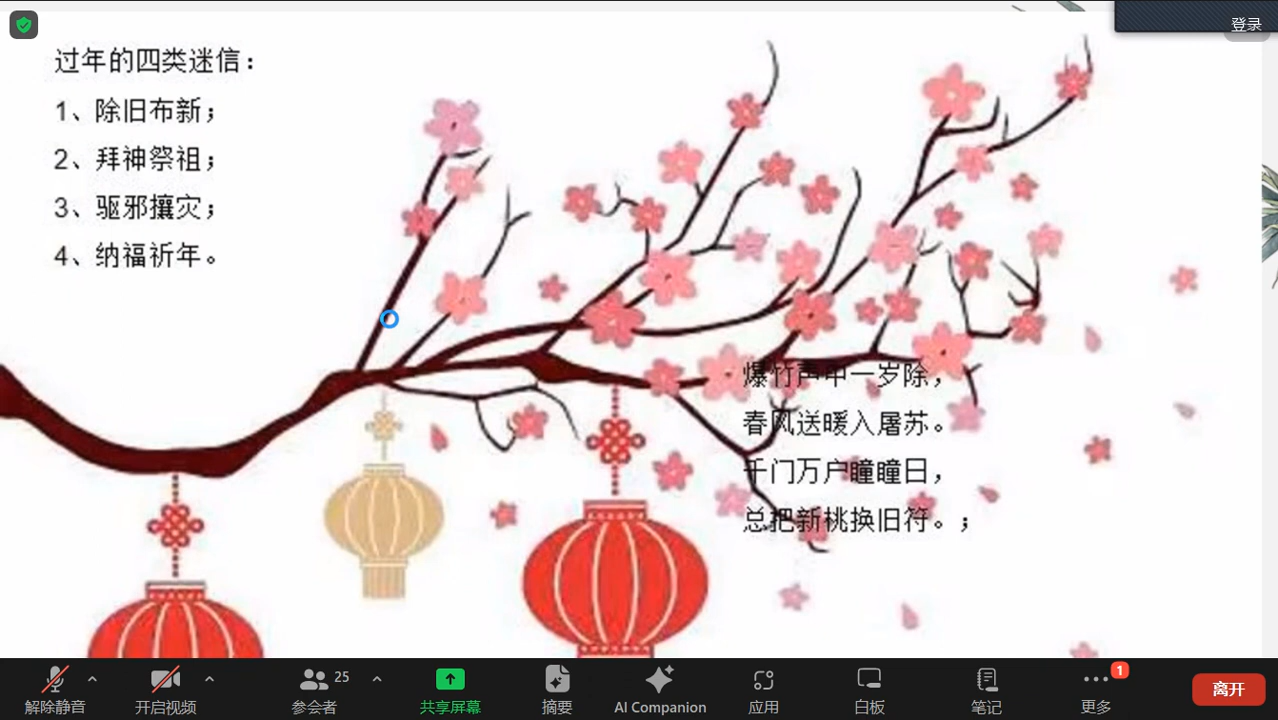 登录
过年的四类迷信：
1、除旧布新；
2、拜神祭祖；
3、驱邪攘灾；
4、纳福祈年。
爆竹声中一岁除，
春风送暖入屠苏。
千门万户瞳瞳日，
总把新桃换旧符。；
25
1
解除静音
开启视频
参会者
共享屏幕
摘要
AI Companion
应用
白板
笔记
更多
离开